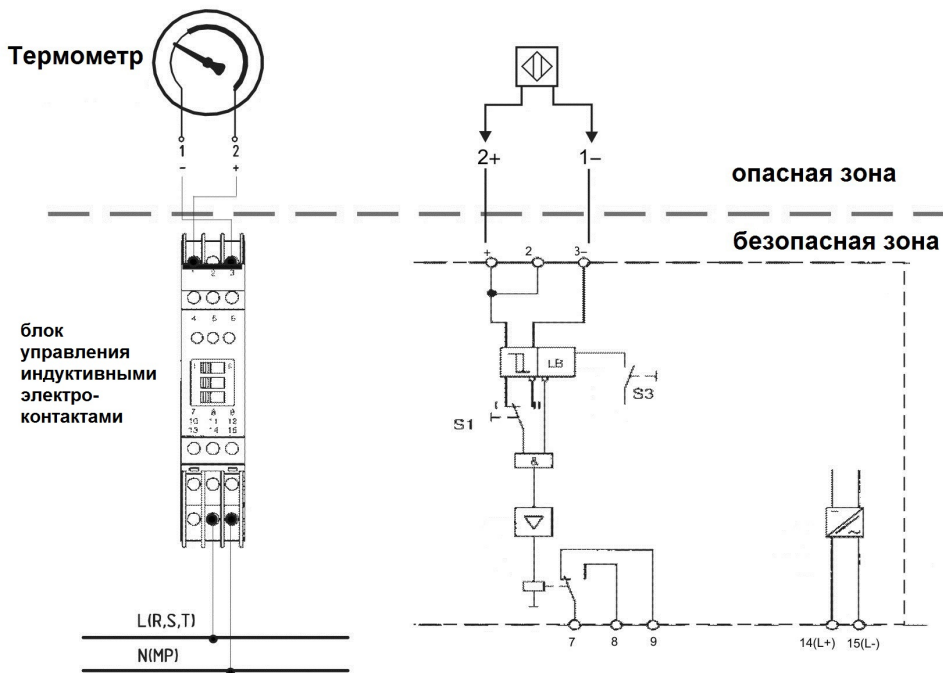 Термометр
1
2
-
+
2+
1-
опасная зона
безопасная зона
+
2
3-
1 2 3
4 5 6
блок
управления
индуктивными
электро-
контактами
7 8 9
10 11 12
13 14 15
LB
S3
S1
&
L(R,S,T)
N(MP)
7
8
9
14(L+)
15(L-)